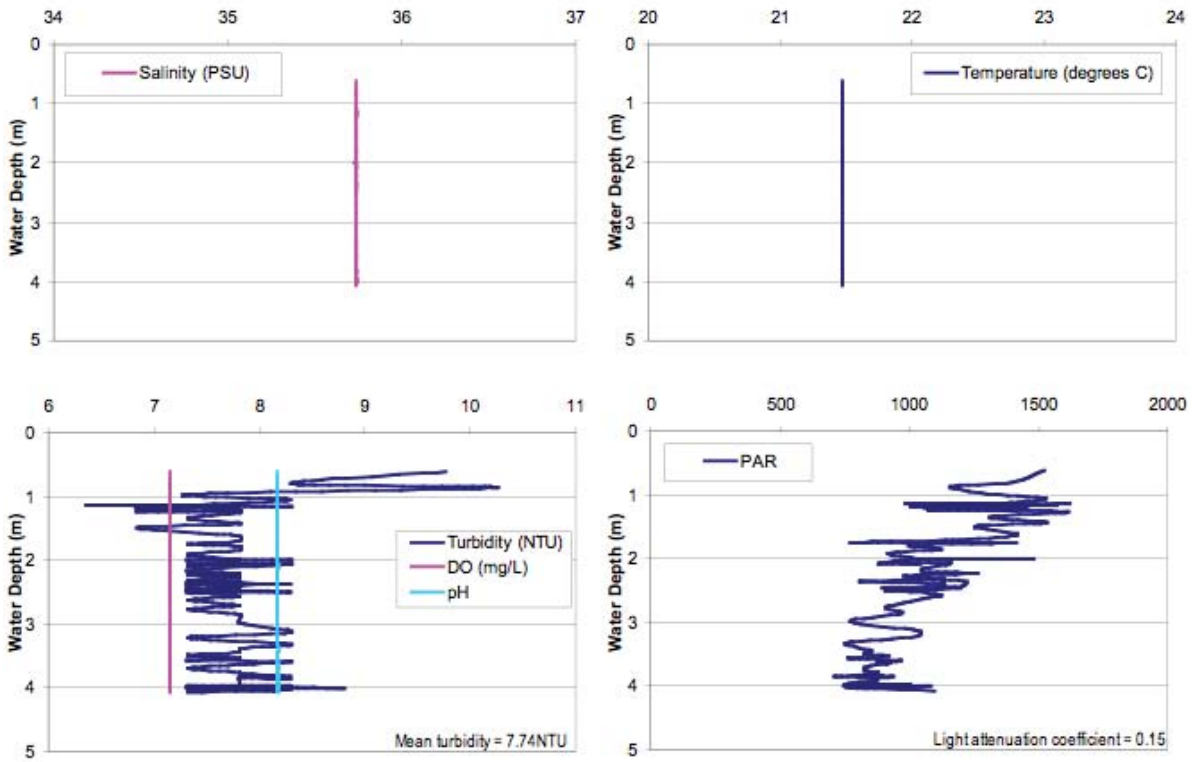 34 35 36 37
0
1
2
3
4
5
Water Depth (m)
Salinity (PSU)
20 21 22 23 24
0
1
2
3
4
5
Water Depth (m)
Temperature (degrees C)
6 7 8 9 10 11
0
1
2
3
4
5
Water Depth (m)
Turbidity (NTU)
DO (mg/L)
pH
Mean turbidity = 7.74NTU
0 500 1000 1500 2000
0
1
2
3
4
5
Water Depth (m)
PAR
Light attenuation coefficient = 0.15